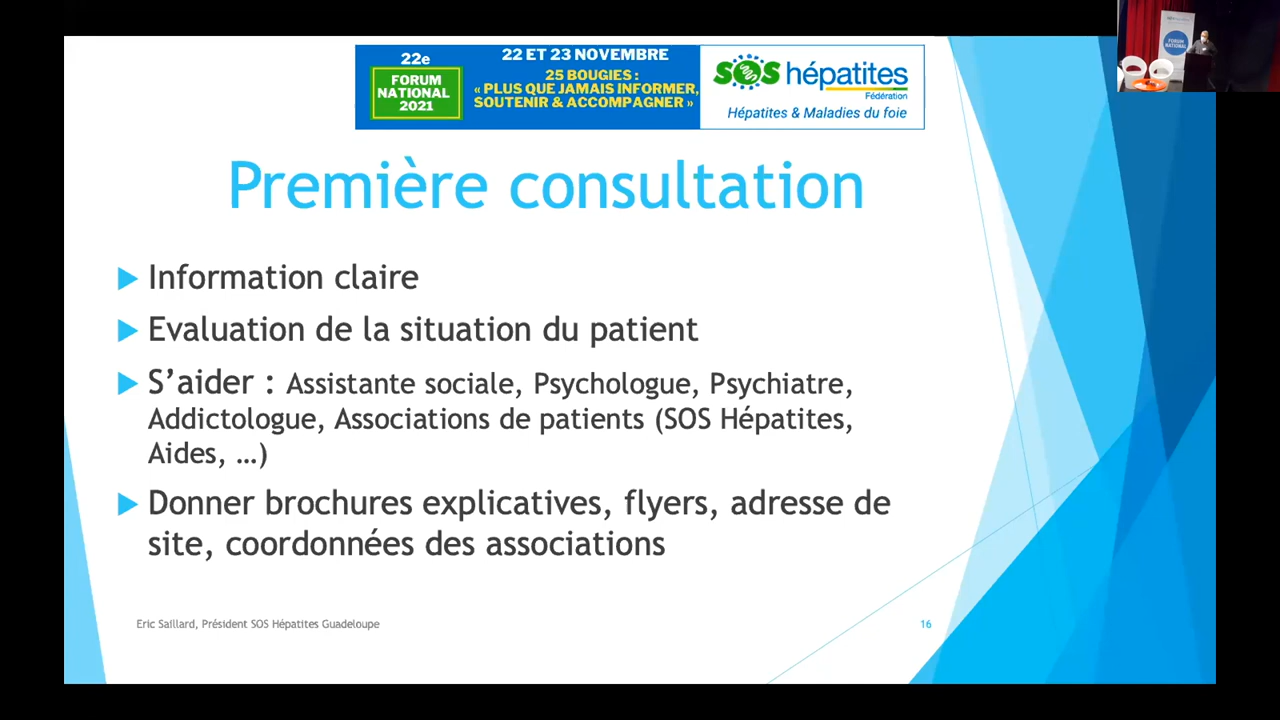 22e
FORUM
NATIONAL
2021
22 ET 23 NOVEMBRE
25 BOUGIES :
« PLUS QUE JAMAIS INFORMER,
SOUTENIR & ACCOMPAGNER »
SOS hépatites
Fédération
Hépatites & Maladies du foie
Première consultation
Information claire
Evaluation de la situation du patient
S’aider : Assistante sociale, Psychologue, Psychiatre,
Addictologue, Associations de patients (SOS Hépatites,
Aides, …)
Donner brochures explicatives, flyers, adresse de
site, coordonnées des associations
Eric Saillard, Président SOS Hépatites Guadeloupe
16
FORUM
NATIONAL